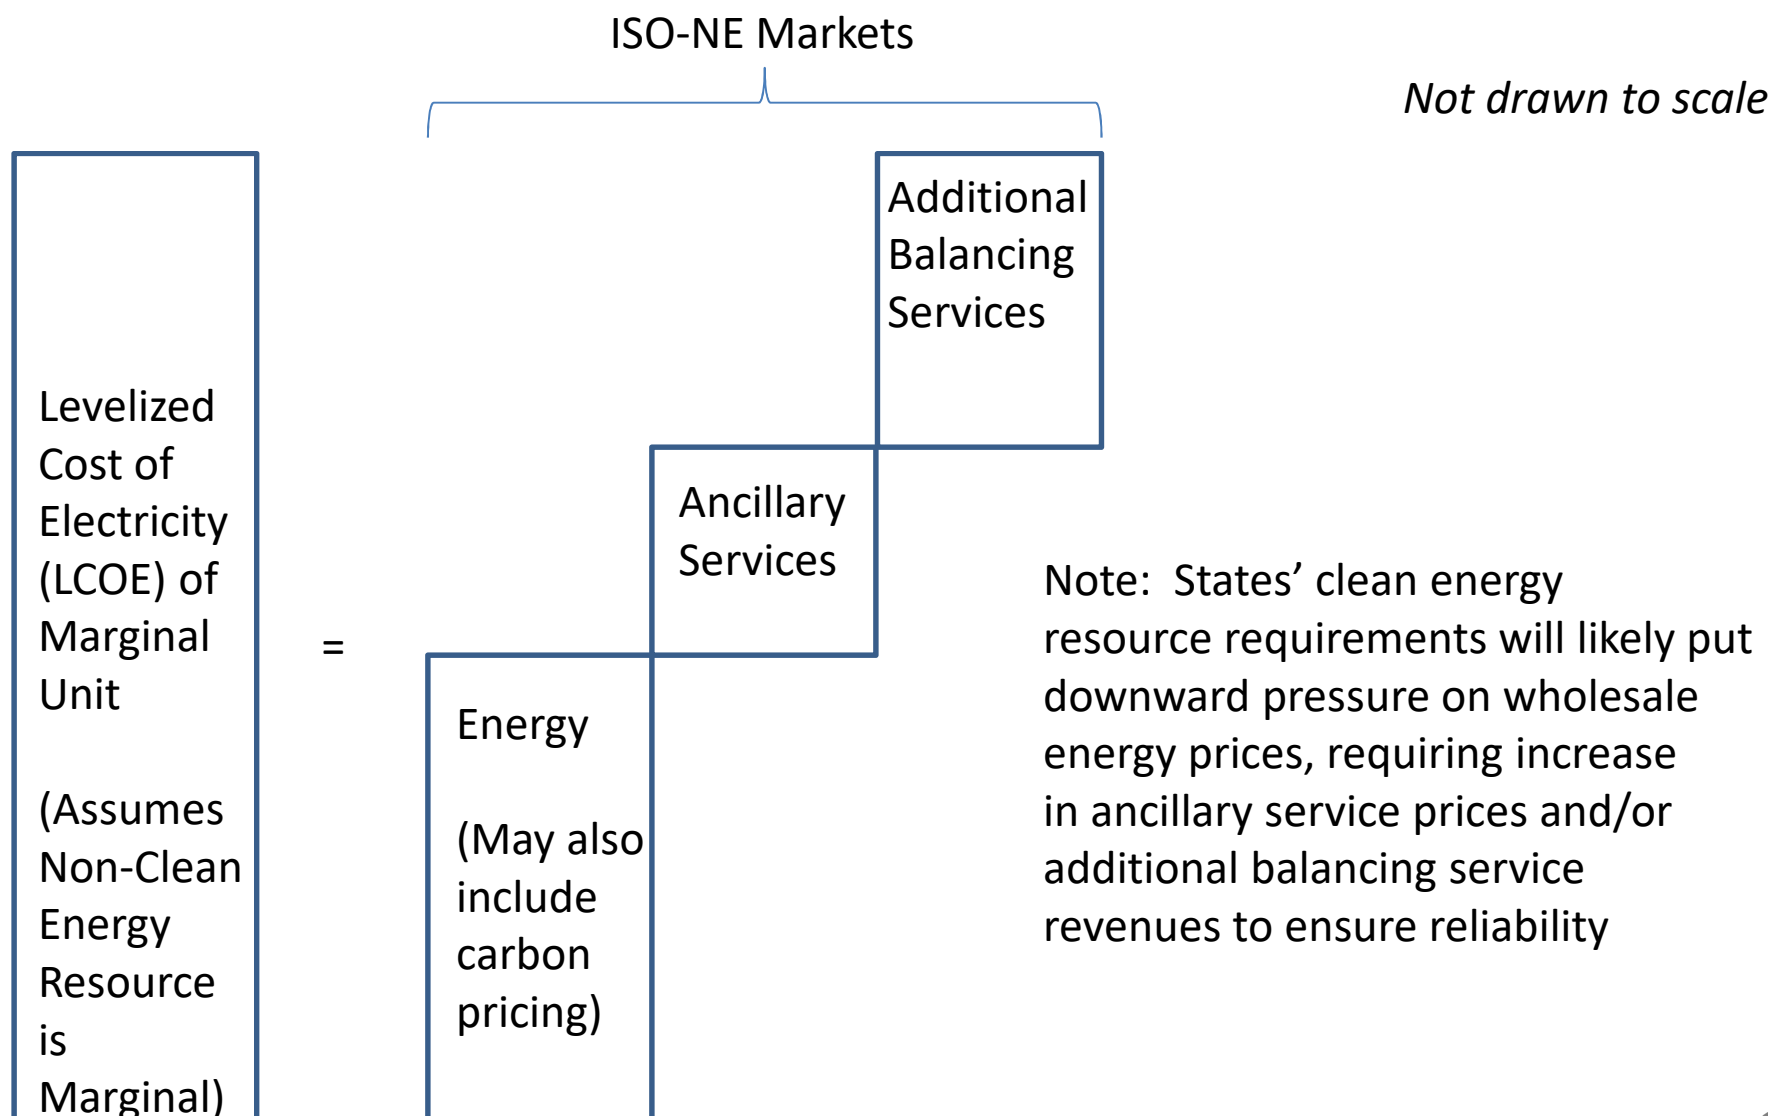 ISO-NE Markets
Not drawn to scale
Levelized
Cost of
Electricity
(LCOE) of
Marginal
Unit
(Assumes
Non-Clean
Energy
Resource
is
Marginal)
=
Energy
(May also
include
carbon
pricing)
Ancillary
Services
Additional
Balancing
Services
Note:  States’ clean energy
resource requirements will likely put
downward pressure on wholesale
energy prices, requiring increase
in ancillary service prices and/or
additional balancing service
revenues to ensure reliability